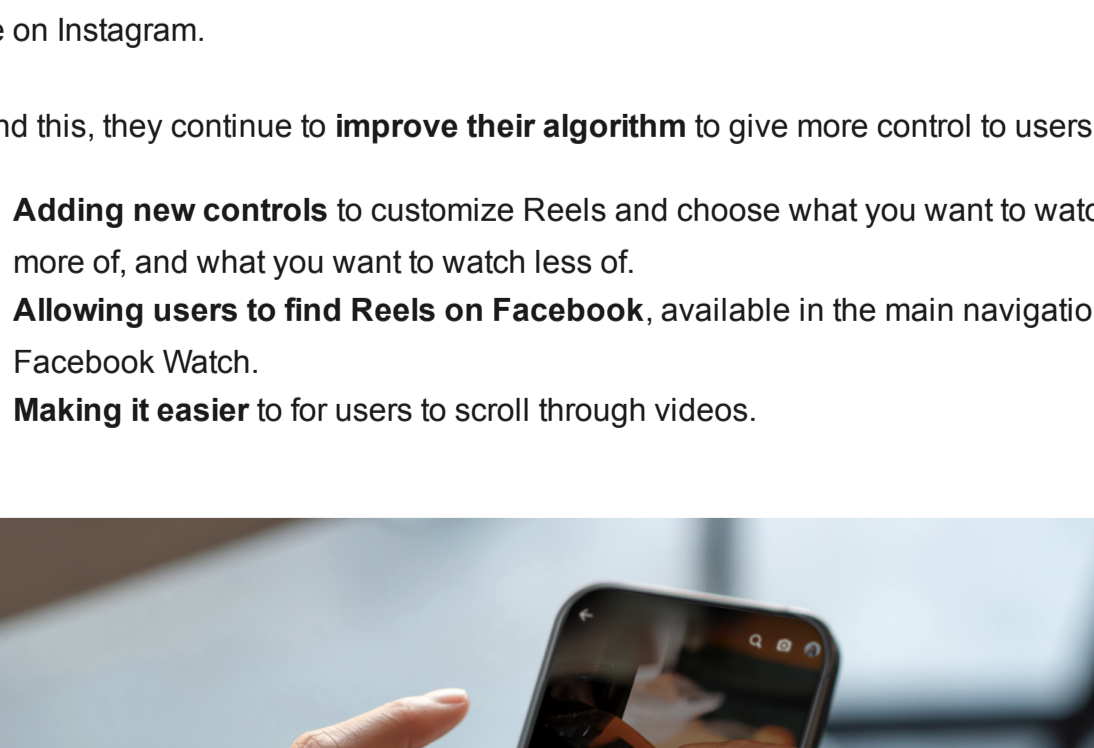 on Instagram.
this, they continue to improve their algorithm to give more control to users
Adding new controls to customize Reels and choose what you want to
more of, and what you want to watch less of.
Allowing users to find Reels on Facebook, available in the main
Facebook Watch.
Making it easier to for users to scroll through videos.